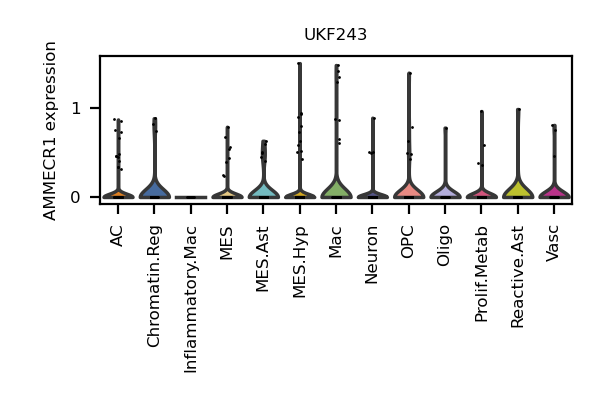 UKF243
AMMECR1 expression
1
0
AC
Chromatin.Reg
Inflammatory.Mac
MES
MES.Ast
MES.Hyp
Mac
Neuron
OPC
Oligo
Prolif.Metab
Reactive.Ast
Vasc